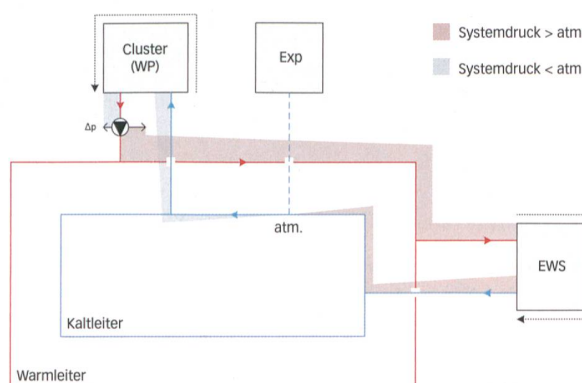 Cluster
(WP)
Exp
Systemdruck > atm
Systemdruck < atm
Δp
atm.
EWS
Kaltleiter
Warmleiter